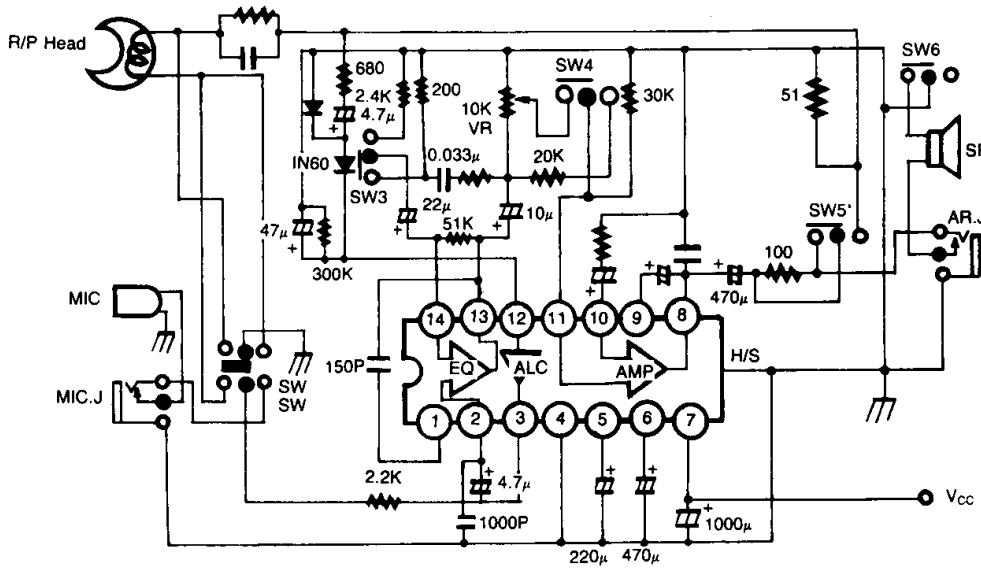 R/P Head
680
2.4K
4.7μ
200
10K
VR
SW4
30K
51
SW6
SP
IN60
SW3
0.033μ
22μ
20K
10μ
51K
47μ
300K
SW5'
AR.J
100
470μ
MIC
MIC.J
SW
SW
150P
14
13
12
11
10
9
8
EQ
ALC
AMP
H/S
1
2
3
4
5
6
7
2.2K
4.7μ
1000P
220μ
470μ
1000μ
VCC